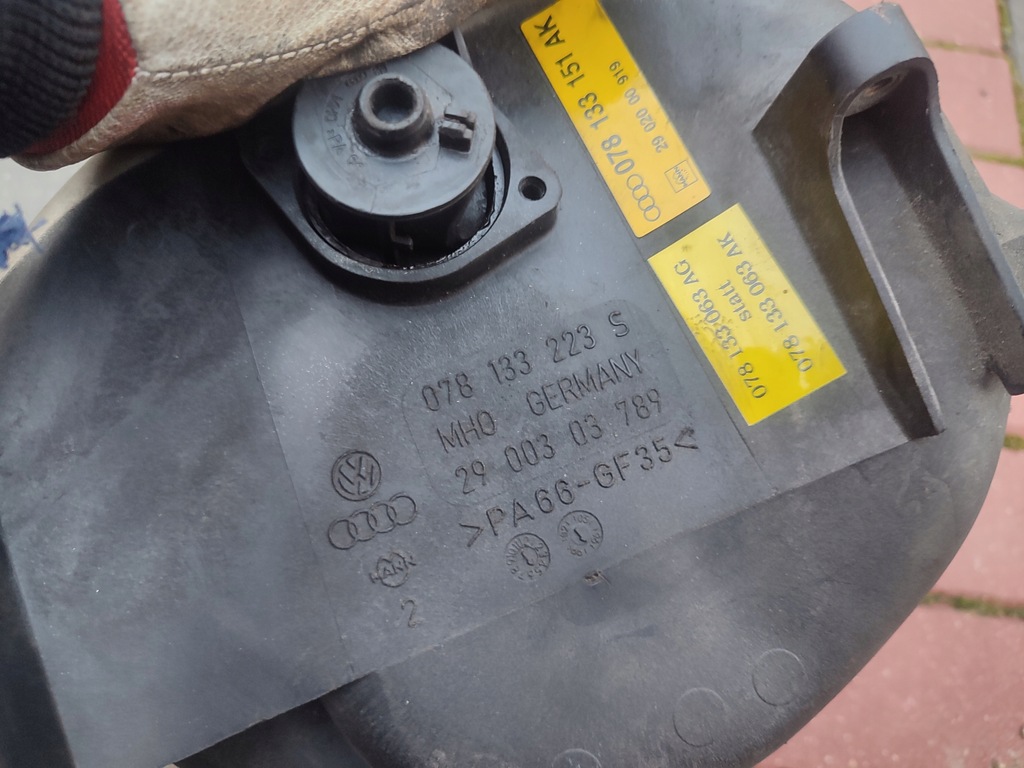 078 133 151 AK
29 020 00 919
078 133 063 AG
statt
078 133 063 AK
078 133 223 S
MHO GERMANY
29 003 03 789
>PA66-GF35<
VW
2